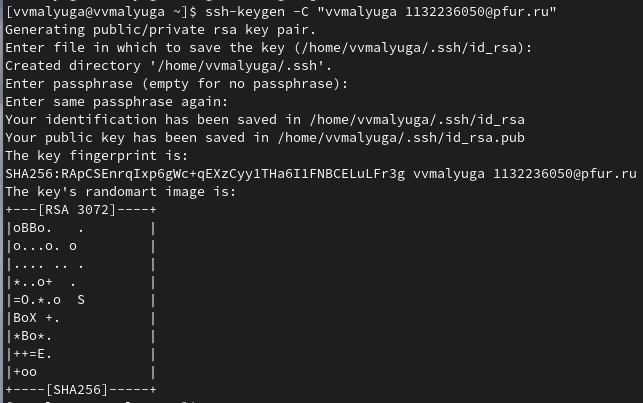 [vvmalyuga@vvmalyuga ~]$ ssh-keygen -C "vvmalyuga 1132236050@pfur.ru"
Generating public/private rsa key pair.
Enter file in which to save the key (/home/vvmalyuga/.ssh/id_rsa):
Created directory '/home/vvmalyuga/.ssh'.
Enter passphrase (empty for no passphrase):
Enter same passphrase again:
Your identification has been saved in /home/vvmalyuga/.ssh/id_rsa
Your public key has been saved in /home/vvmalyuga/.ssh/id_rsa.pub
The key fingerprint is:
SHA256:RApCSEnrqIxp6gWc+qEXzCyy1THa6I1FNBCELuLFr3g vvmalyuga 1132236050@pfur.ru
The key's randomart image is:
+---[RSA 3072]----+
|oBBo.   .        |
|o...o. o         |
|.... .. .        |
|*..o+  .         |
|=O.*.o  S        |
|BoX +.           |
|*Bo*.            |
|++=E.            |
|+oo              |
+----[SHA256]-----+